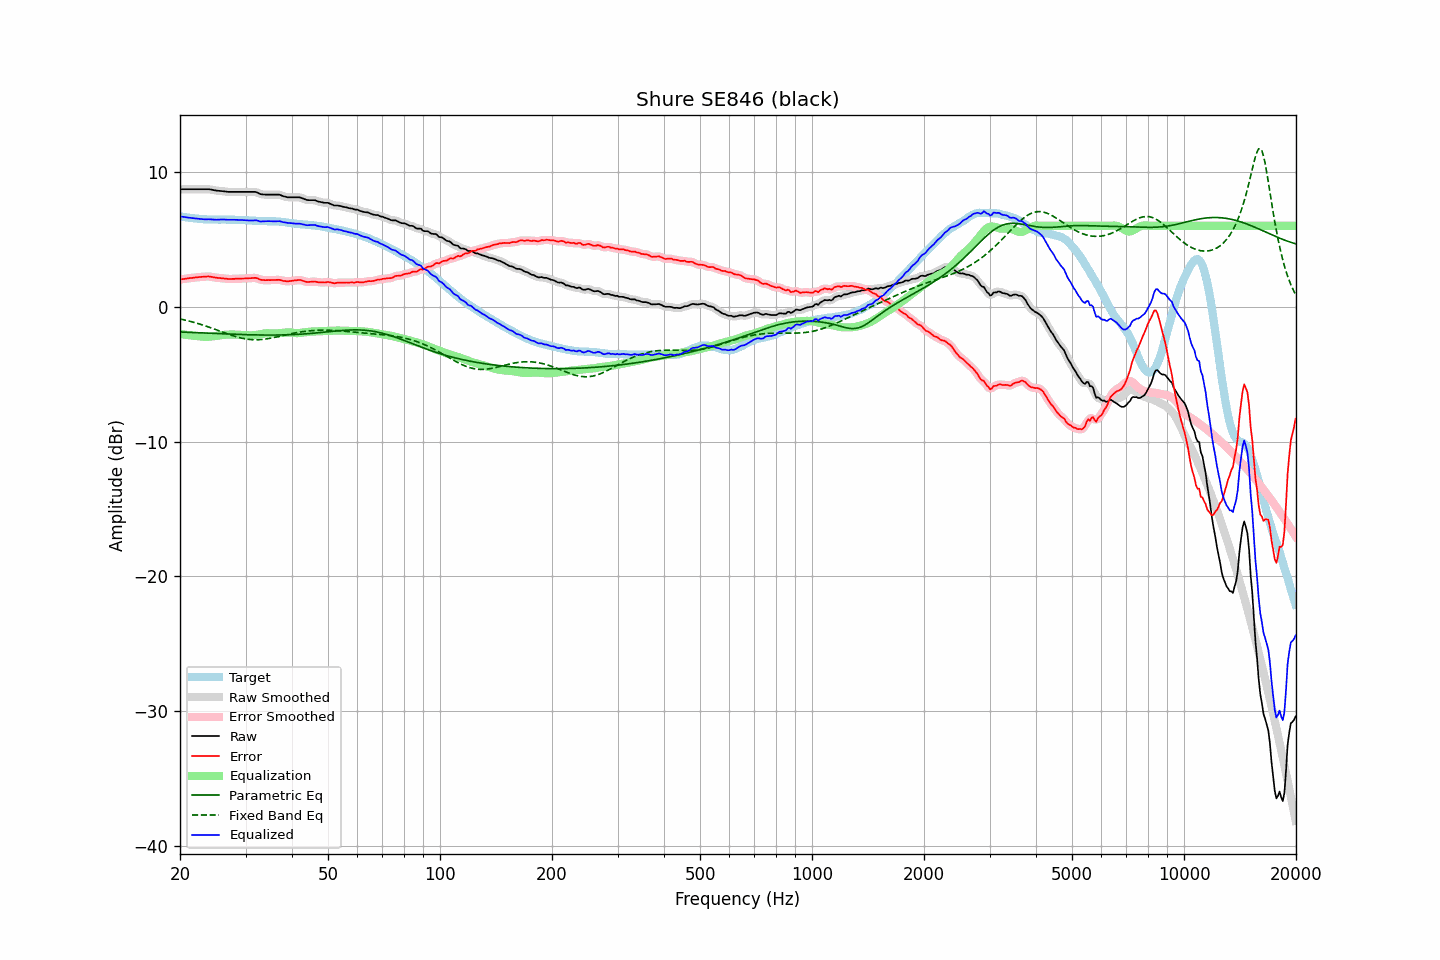 Shure SE846 (black)
Amplitude (dBr)
10
0
−10
−20
−30
−40
Target
Raw Smoothed
Error Smoothed
Raw
Error
Equalization
Parametric Eq
Fixed Band Eq
Equalized
20 50 100 200 500 1000 2000 5000 10000 20000
Frequency (Hz)